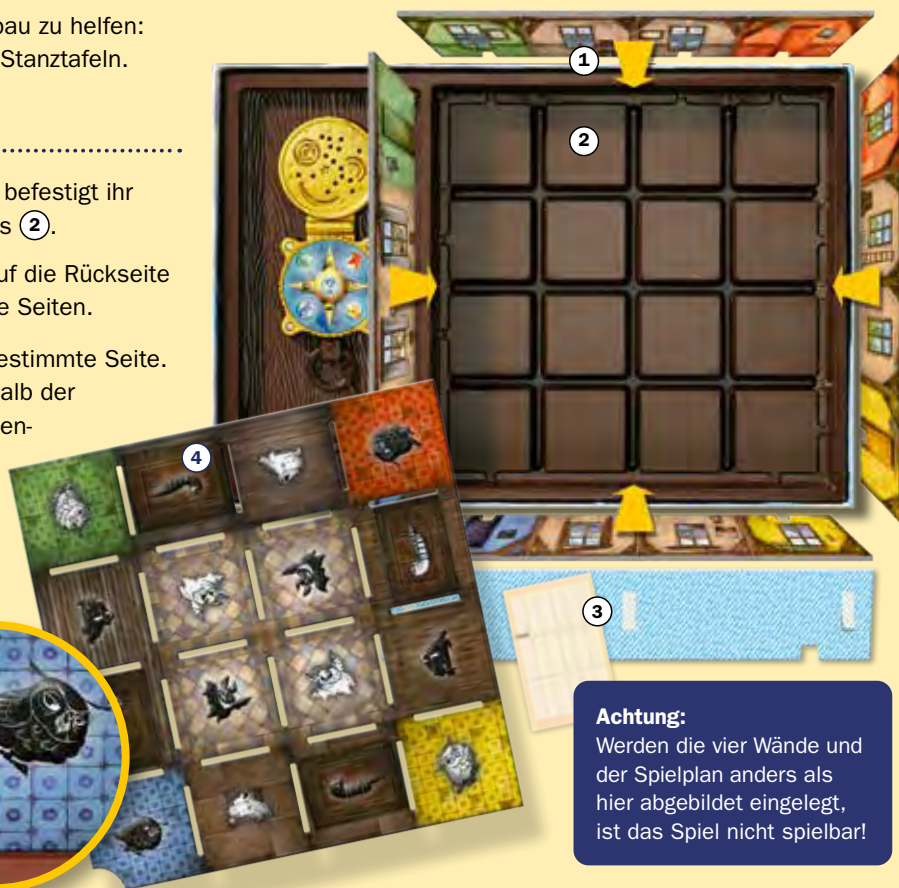 bau zu helfen:
Stanztafeln.
befestigt ihr
s 2.
uf die Rückseite
e Seiten.
estimmte Seite.
alb der
en-
1
2
4
3
Achtung:
Werden die vier Wände und
der Spielplan anders als
hier abgebildet eingelegt,
ist das Spiel nicht spielbar!